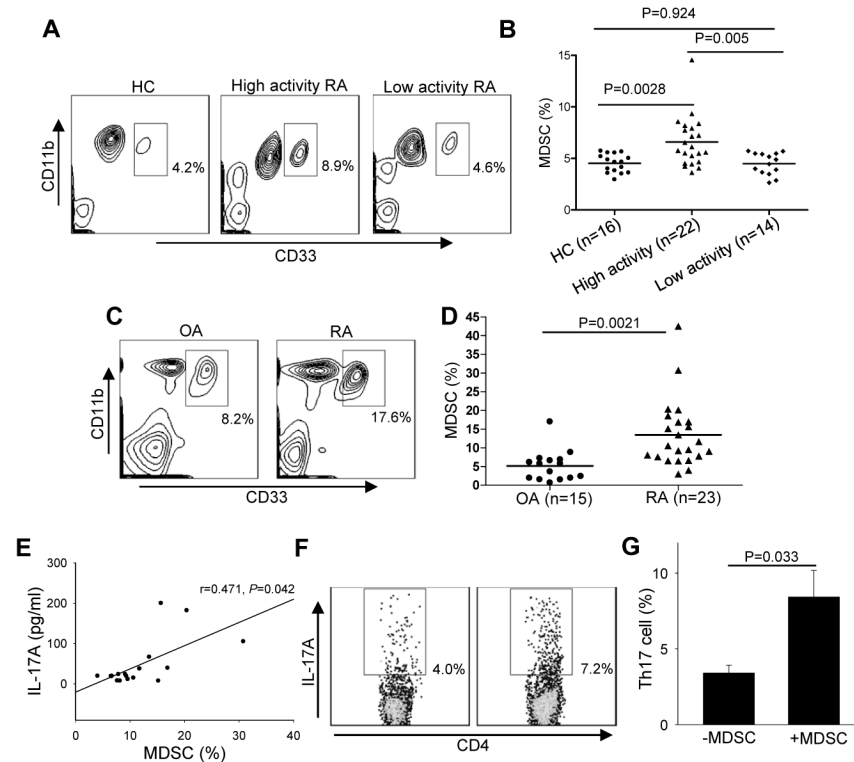 A
HC
High activity RA
Low activity RA
CD11b
4.2%
8.9%
4.6%
CD33
B
P=0.924
P=0.005
P=0.0028
MDSC (%)
15
10
5
0
HC (n=16)
High activity (n=22)
Low activity (n=14)
C
OA
RA
CD11b
8.2%
17.6%
CD33
D
P=0.0021
MDSC (%)
45
40
35
30
25
20
15
10
5
0
OA (n=15)
RA (n=23)
E
IL-17A (pg/ml)
300
200
100
0
r=0.471, P=0.042
0 10 20 30 40
MDSC (%)
F
IL-17A
4.0%
7.2%
CD4
G
P=0.033
Th17 cell (%)
10
5
0
-MDSC
+MDSC